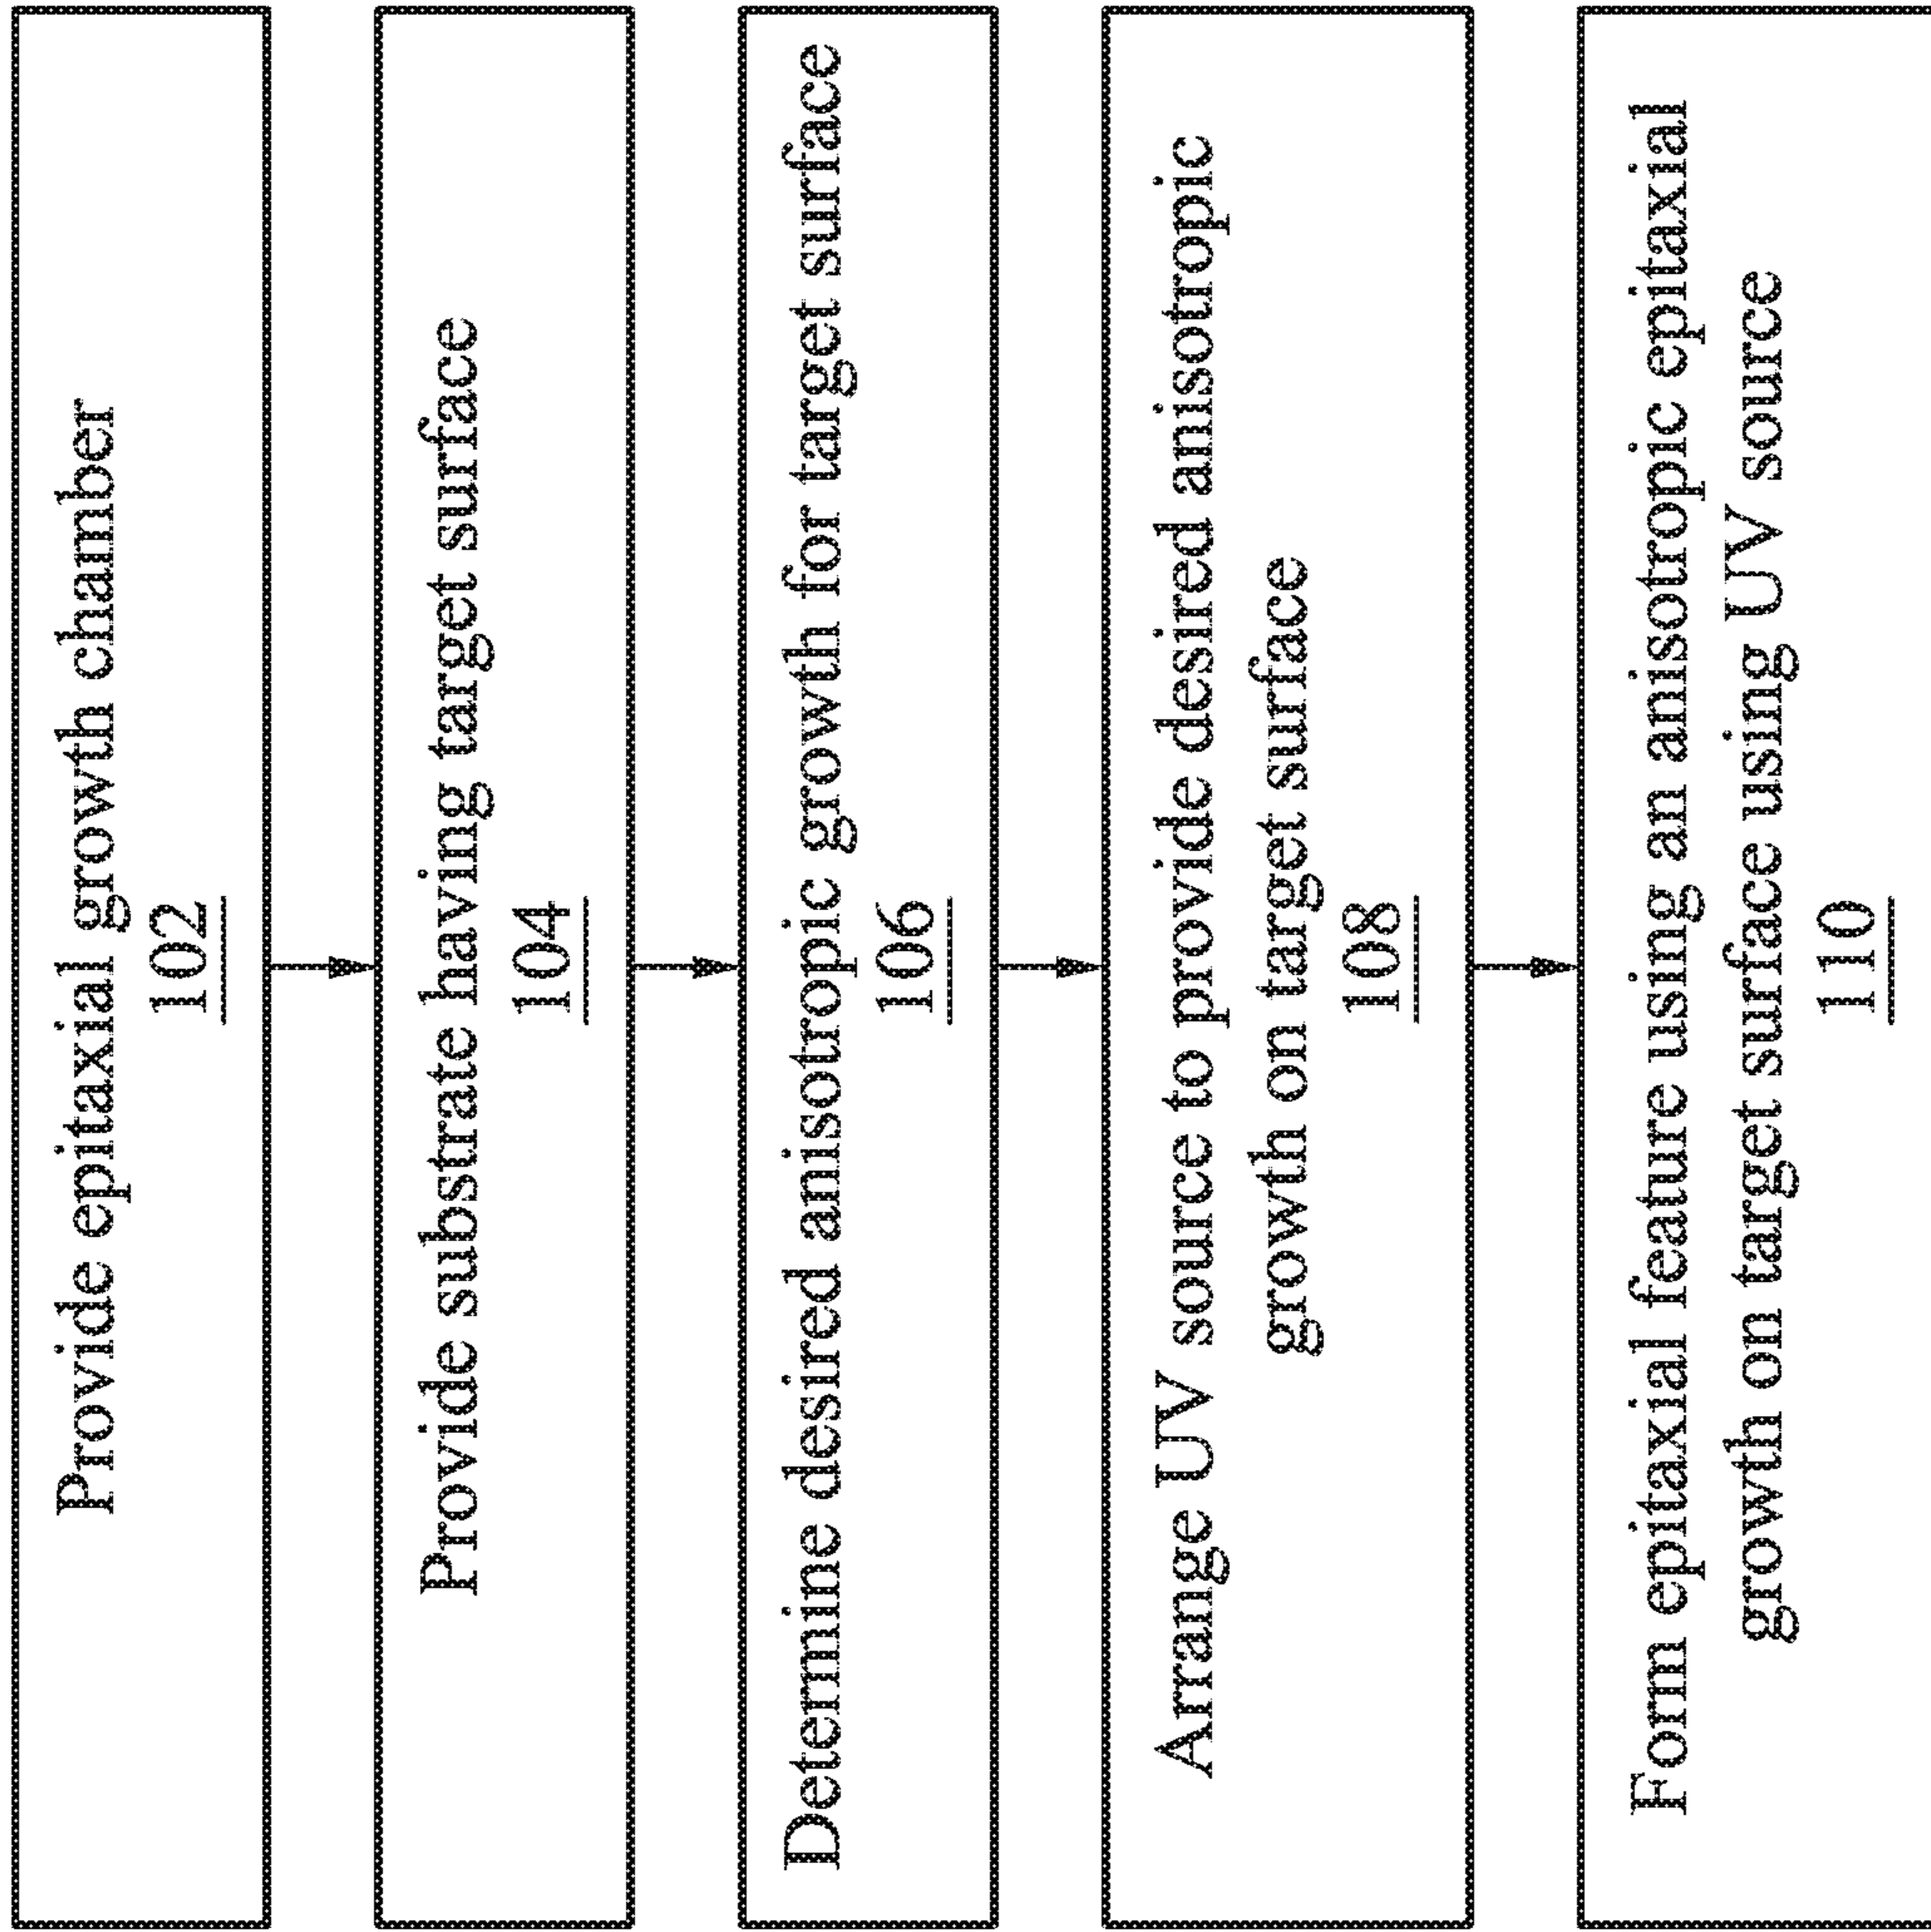 Provide epitaxial growth chamber
102
Provide substrate having target surface
104
Determine desired anisotropic growth for target surface
106
Arrange UV source to provide desired anisotropic
growth on target surface
108
Form epitaxial feature using an anisotropic epitaxial
growth on target surface using UV source
110